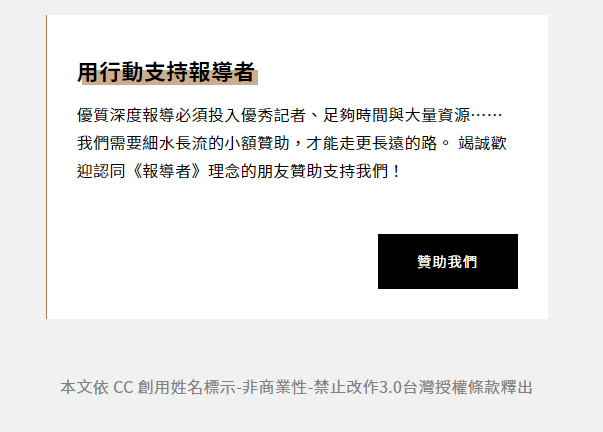 用行動支持報導者
優質深度報導必須投入優秀記者、足夠時間與大量資源……
我們需要細水長流的小額贊助，才能走更長遠的路。 竭誠歡
迎認同《報導者》理念的朋友贊助支持我們！
贊助我們
本文依 CC 創用姓名標示-非商業性-禁止改作3.0台灣授權條款釋出